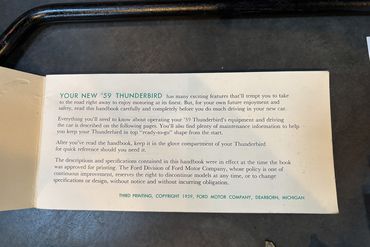 YOUR NEW '59 THUNDERBIRD has many exciting features that'll tempt you to take
to the road right away to enjoy motoring at its finest. But, for your own future enjoyment and
safety, read this handbook carefully and completely before you do much driving in your new car.
Everything you'll need to know about operating your '59 Thunderbird's equipment and driving
the car is described on the following pages. You'll also find plenty of maintenance information to help
you keep your Thunderbird in top "ready-to-go" shape from the start.
After you've read the handbook, keep it in the glove compartment of your Thunderbird
for quick reference should you need it.
The descriptions and specifications contained in this handbook were in effect at the time the book
was approved for printing. The Ford Division of Ford Motor Company, whose policy is one of
continuous improvement, reserves the right to discontinue models at any time, or to change
specifications or design, without notice and without incurring obligation.
THIRD PRINTING, COPYRIGHT 1959, FORD MOTOR COMPANY, DEARBORN, MICHIGAN